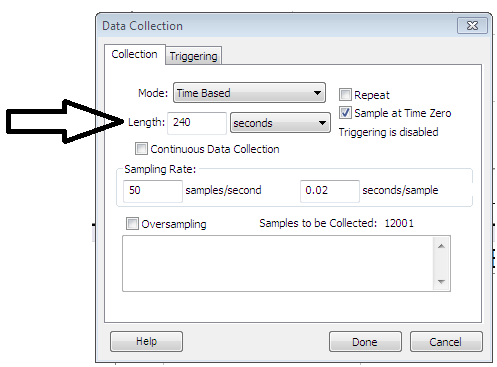 Data Collection
Collection Triggering
Mode: Time Based Repeat
Sample at Time Zero
Length: 240 seconds
Triggering is disabled
Continuous Data Collection
Sampling Rate:
50 samples/second 0.02 seconds/sample
Oversampling Samples to be Collected: 12001
Help Done Cancel